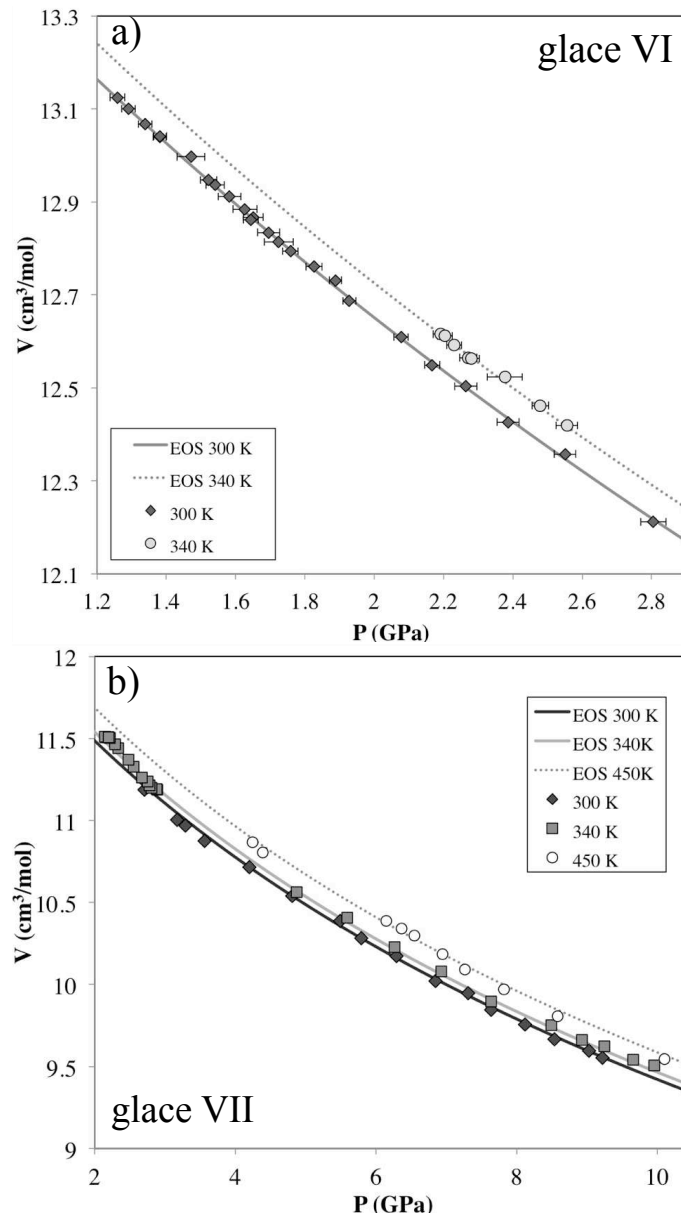 a)
glace VI
13.3
13.1
12.9
12.7
12.5
12.3
12.1
V (cm³/mol)
EOS 300 K
EOS 340 K
300 K
340 K
1.2 1.4 1.6 1.8 2 2.2 2.4 2.6 2.8
P (GPa)
b)
12
11.5
11
10.5
10
9.5
9
V (cm³/mol)
EOS 300 K
EOS 340K
EOS 450K
300 K
340 K
450 K
glace VII
2 4 6 8 10
P (GPa)